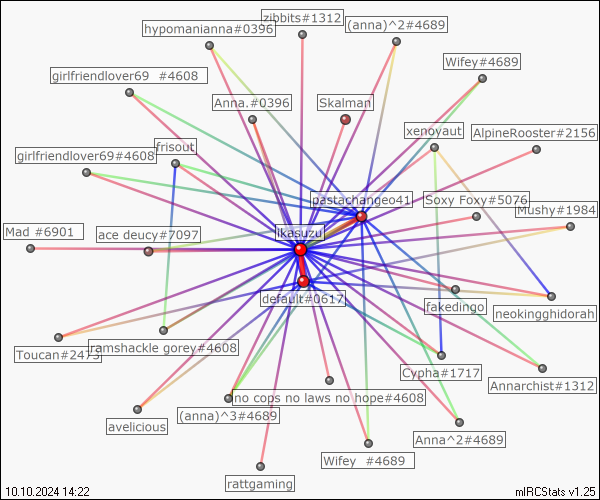 zibbits#1312
hypomanianna#0396
(anna)^2#4689
Wifey#4689
girlfriendlover69 #4608
Anna.#0396
Skalman
xenoyaut
AlpineRooster#2156
frisout
girlfriendlover69#4608
pastachangeo41
Soxy Foxy#5076
Mushy#1984
Mad #6901
ace deucy#7097
ikasuzu
default#0617
fakedingo
neokingghidorah
Toucan#2473
ramshackle gorey#4608
Cypha#1717
Annarchist#1312
no cops no laws no hope#4608
(anna)^3#4689
avelicious
Anna^2#4689
Wifey #4689
rattgaming
10.10.2024 14:22
mIRCStats v1.25